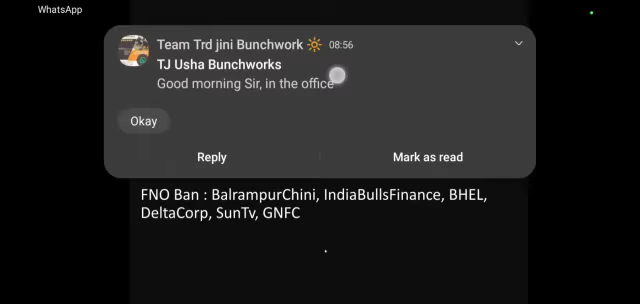 WhatsApp
Team Trd jini Bunchwork 🔆 08:56
TJ Usha Bunchworks
Good morning Sir, in the office
Okay
Reply Mark as read
FNO Ban : BalrampurChini, IndiaBullsFinance, BHEL,
DeltaCorp, SunTv, GNFC